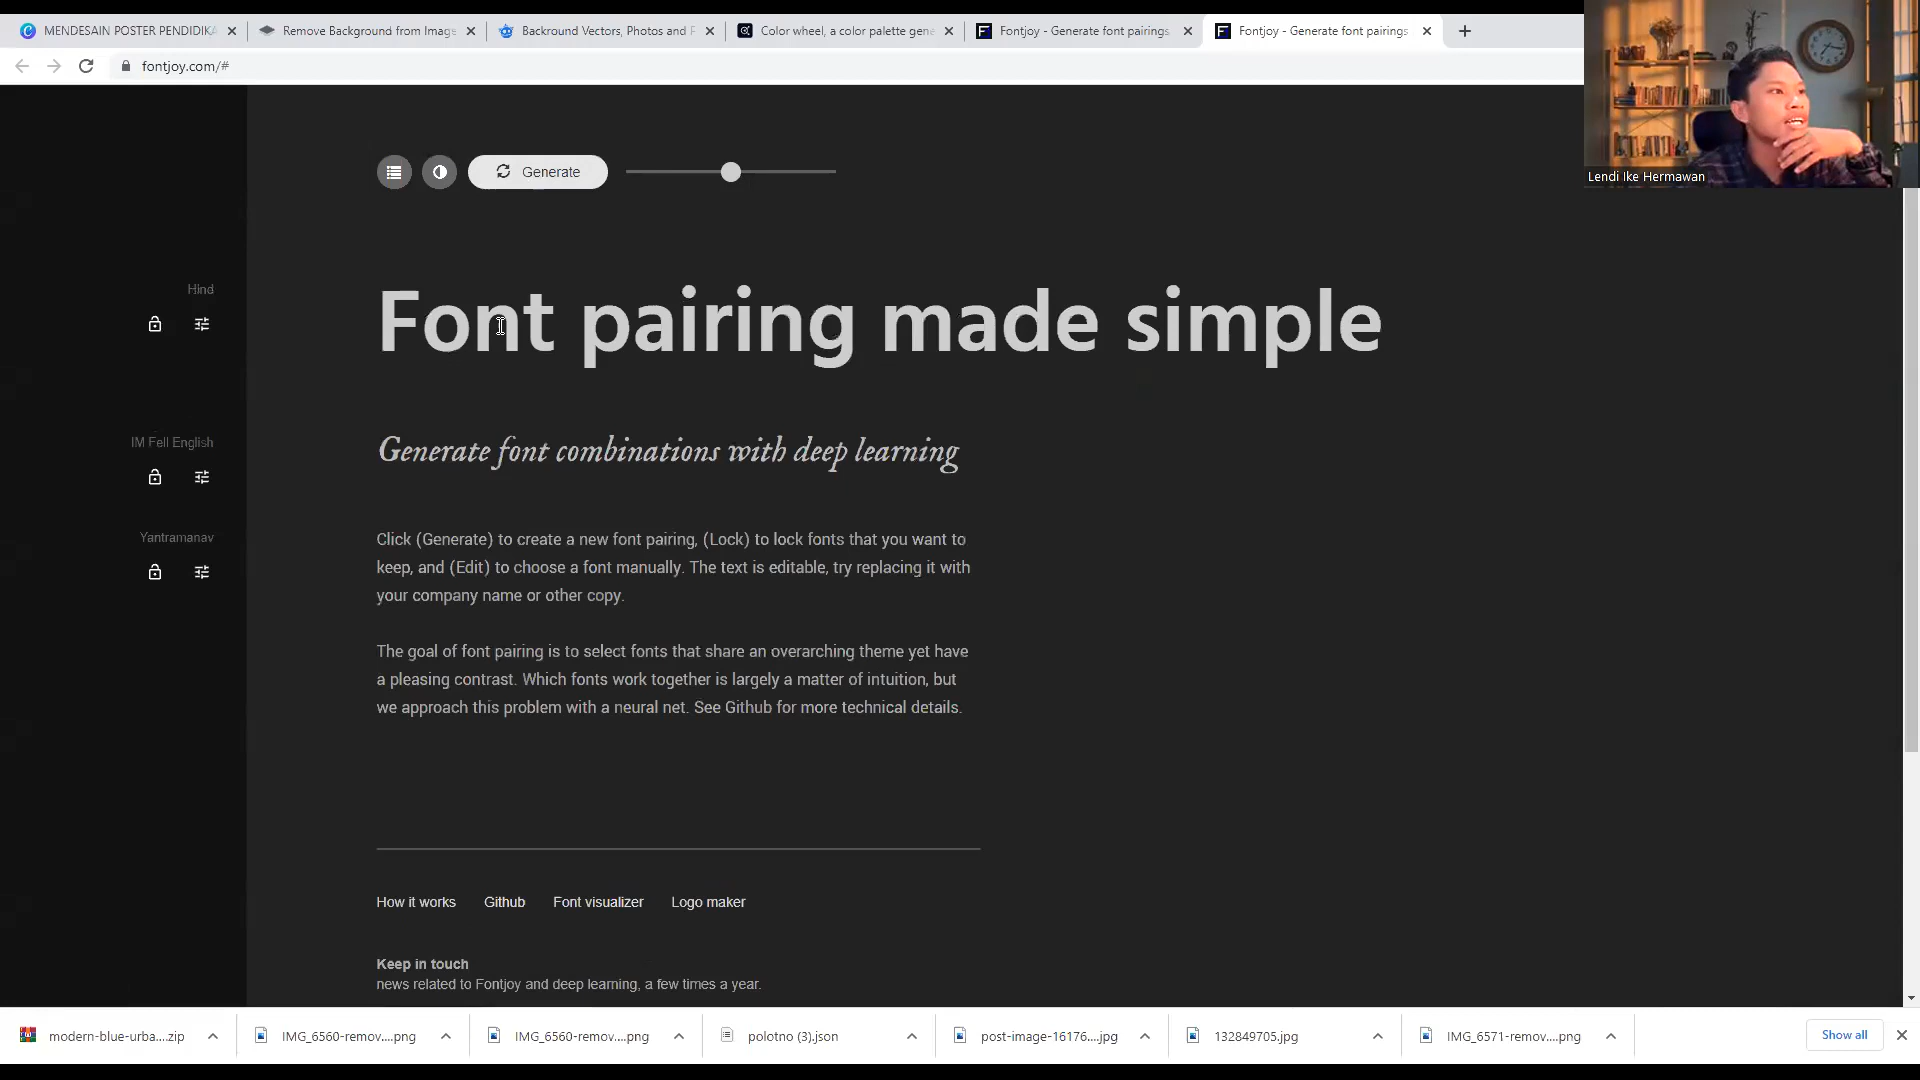 MENDESAIN POSTER PENDIDIKA
Remove Background from Image
Backround Vectors, Photos and F
Color wheel, a color palette gene
Fontjoy - Generate font pairings
Fontjoy - Generate font pairings
fontjoy.com/#
Lendi Ike Hermawan
Generate
Hind
Font pairing made simple
IM Fell English
Generate font combinations with deep learning
Yantramanav
Click (Generate) to create a new font pairing, (Lock) to lock fonts that you want to
keep, and (Edit) to choose a font manually. The text is editable, try replacing it with
your company name or other copy.
The goal of font pairing is to select fonts that share an overarching theme yet have
a pleasing contrast. Which fonts work together is largely a matter of intuition, but
we approach this problem with a neural net. See Github for more technical details.
How it works
Github
Font visualizer
Logo maker
Keep in touch
news related to Fontjoy and deep learning, a few times a year.
modern-blue-urba....zip
IMG_6560-remov....png
IMG_6560-remov....png
polotno (3).json
post-image-16176....jpg
132849705.jpg
IMG_6571-remov....png
Show all